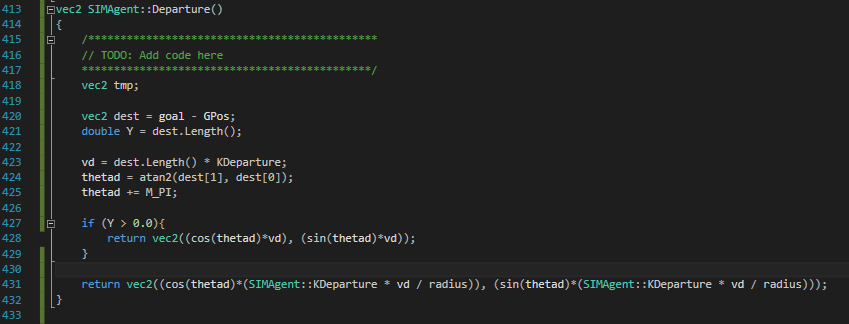 413 vec2 SIMAgent::Departure()
414 {
415     /*********************************************
416     // TODO: Add code here
417     *********************************************/
418     vec2 tmp;
419
420     vec2 dest = goal - GPos;
421     double Y = dest.Length();
422
423     vd = dest.Length() * KDeparture;
424     thetad = atan2(dest[1], dest[0]);
425     thetad += M_PI;
426
427     if (Y > 0.0){
428         return vec2((cos(thetad)*vd), (sin(thetad)*vd));
429     }
430
431     return vec2((cos(thetad)*(SIMAgent::KDeparture * vd / radius)), (sin(thetad)*(SIMAgent::KDeparture * vd / radius)));
432 }
433